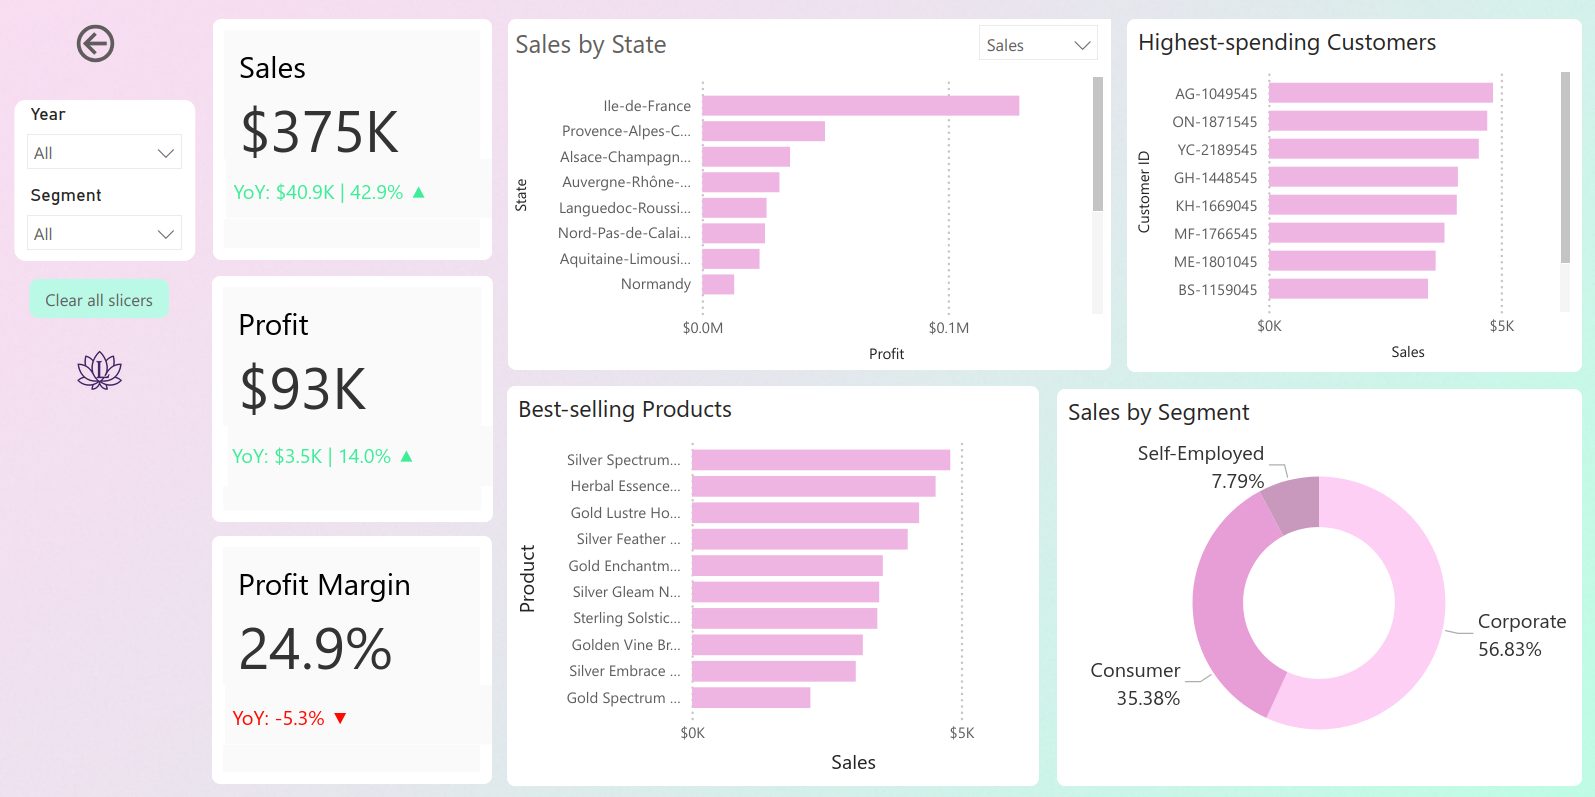 Year
All
Segment
All
Clear all slicers
L
Sales
$375K
YoY: $40.9K | 42.9% ▲
Profit
$93K
YoY: $3.5K | 14.0% ▲
Profit Margin
24.9%
YoY: -5.3% ▼
Sales by State
Sales
State
Ile-de-France
Provence-Alpes-C...
Alsace-Champagn...
Auvergne-Rhône-...
Languedoc-Roussi...
Nord-Pas-de-Calai...
Aquitaine-Limousi...
Normandy
$0.0M $0.1M
Profit
Highest-spending Customers
Customer ID
AG-1049545
ON-1871545
YC-2189545
GH-1448545
KH-1669045
MF-1766545
ME-1801045
BS-1159045
$0K $5K
Sales
Best-selling Products
Product
Silver Spectrum...
Herbal Essence...
Gold Lustre Ho...
Silver Feather ...
Gold Enchantm...
Silver Gleam N...
Sterling Solstic...
Golden Vine Br...
Silver Embrace ...
Gold Spectrum ...
$0K $5K
Sales
Sales by Segment
Self-Employed
7.79%
Corporate
56.83%
Consumer
35.38%